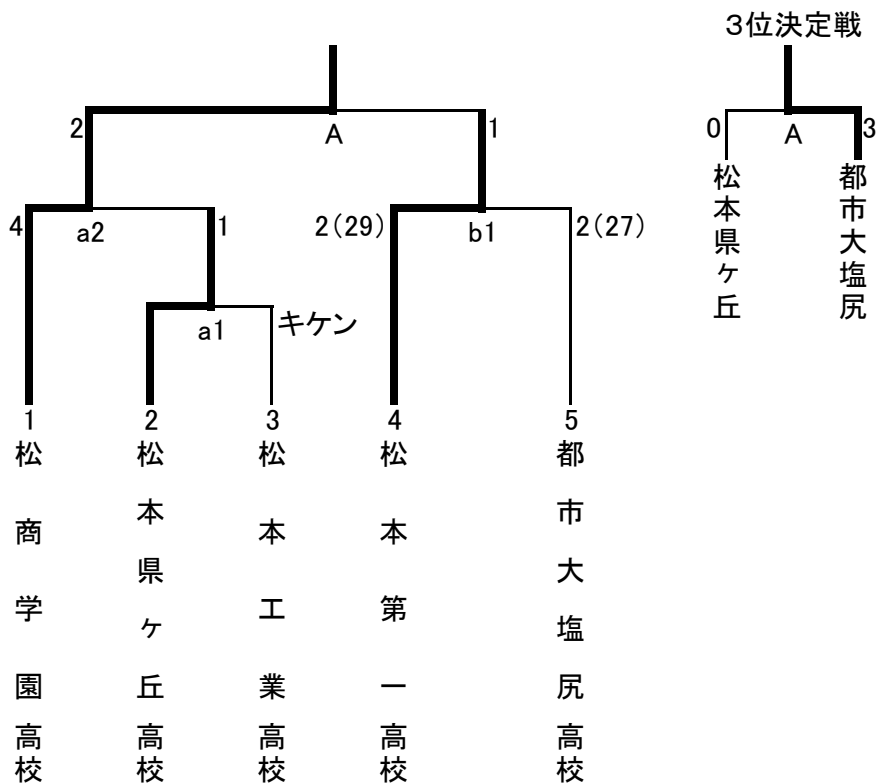 3位決定戦
2
A
1
0
A
3
松本県ヶ丘
都市大塩尻
4
a2
1
2(29)
b1
2(27)
a1
キケン
1
2
3
4
5
松商学園高校
松本県ヶ丘高校
松本工業高校
松本第一高校
都市大塩尻高校